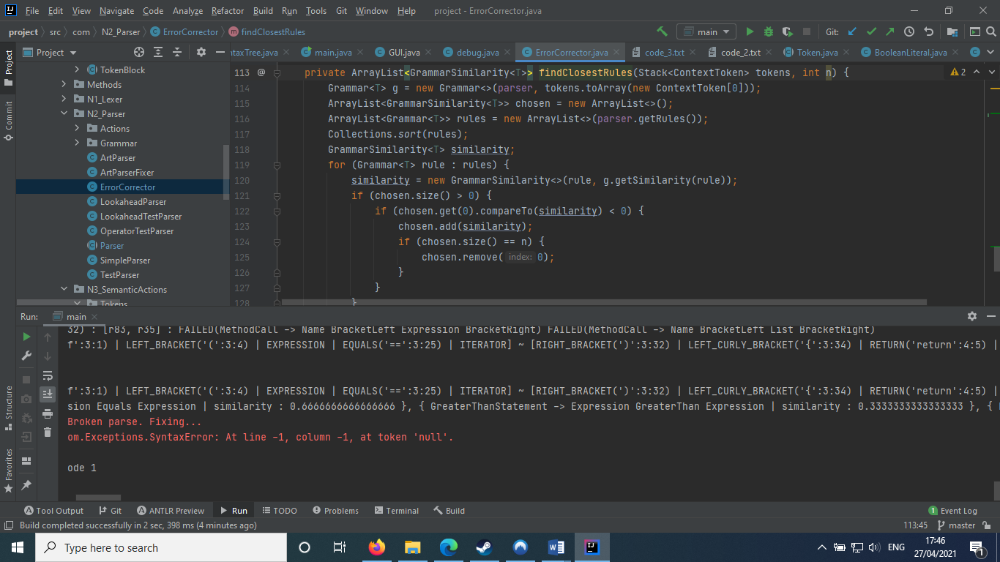 File Edit View Navigate Code Analyze Refactor Build Run Tools Git Window Help project - ErrorCorrector.java
project src com N2_Parser ErrorCorrector findClosestRules main Git:
Project ntaxTree.java main.java GUI.java debug.java ErrorCorrector.java code_3.txt code_2.txt Token.java BooleanLiteral.java
Project
Commit
Structure
Favorites
TokenBlock
Methods
N1_Lexer
N2_Parser
Actions
Grammar
ArtParser
ArtParserFixer
ErrorCorrector
LookaheadParser
LookaheadTestParser
OperatorTestParser
Parser
SimpleParser
TestParser
N3_SemanticActions
Tokens
113 @ private ArrayList<GrammarSimilarity<T>> findClosestRules(Stack<ContextToken> tokens, int n) { 2
114 Grammar<T> g = new Grammar<>(parser, tokens.toArray(new ContextToken[0]));
115 ArrayList<GrammarSimilarity<T>> chosen = new ArrayList<>();
116 ArrayList<Grammar<T>> rules = new ArrayList<>(parser.getRules());
117 Collections.sort(rules);
118 GrammarSimilarity<T> similarity;
119 for (Grammar<T> rule : rules) {
120 similarity = new GrammarSimilarity<>(rule, g.getSimilarity(rule));
121 if (chosen.size() > 0) {
122 if (chosen.get(0).compareTo(similarity) < 0) {
123 chosen.add(similarity);
124 if (chosen.size() == n) {
125 chosen.remove( index: 0);
126 }
127 }
128 }
Run: main
32) : [r83, r35] : FAILED(MethodCall -> Name BracketLeft Expression BracketRight) FAILED(MethodCall -> Name BracketLeft List BracketRight)
f':3:1) | LEFT_BRACKET('(':3:4) | EXPRESSION | EQUALS('==':3:25) | ITERATOR] ~ [RIGHT_BRACKET(')':3:32) | LEFT_CURLY_BRACKET('{':3:34) | RETURN('return':4:5) |
f':3:1) | LEFT_BRACKET('(':3:4) | EXPRESSION | EQUALS('==':3:25) | ITERATOR] ~ [RIGHT_BRACKET(')':3:32) | LEFT_CURLY_BRACKET('{':3:34) | RETURN('return':4:5) |
sion Equals Expression | similarity : 0.6666666666666666 }, { GreaterThanStatement -> Expression GreaterThan Expression | similarity : 0.3333333333333333 }, {
Broken parse. Fixing...
om.Exceptions.SyntaxError: At line -1, column -1, at token 'null'.
ode 1
Tool Output Git ANTLR Preview Run TODO Problems Terminal Build 1 Event Log
Build completed successfully in 2 sec, 398 ms (4 minutes ago) 113:45 master
Type here to search ENG 17:46
27/04/2021 1